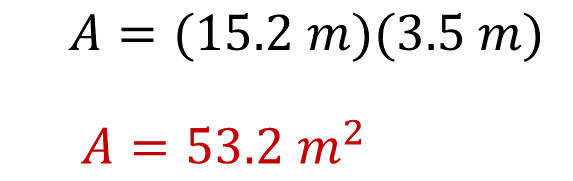 A = (15.2 m)(3.5 m)
A = 53.2 m²